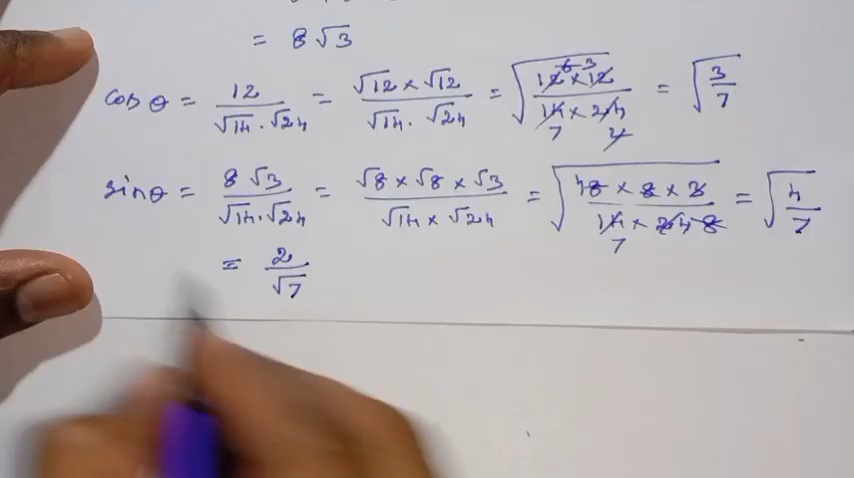 = 8√3
cos θ = 12 / (√14 · √24) = (√12 × √12) / (√14 · √24) = √((12 × 12) / (14 × 24)) = √(3/7)
sin θ = 8√3 / (√14 · √24) = (√8 × √8 × √3) / (√14 × √24) = √((8 × 8 × 3) / (14 × 24)) = √(4/7)
= 2 / √7